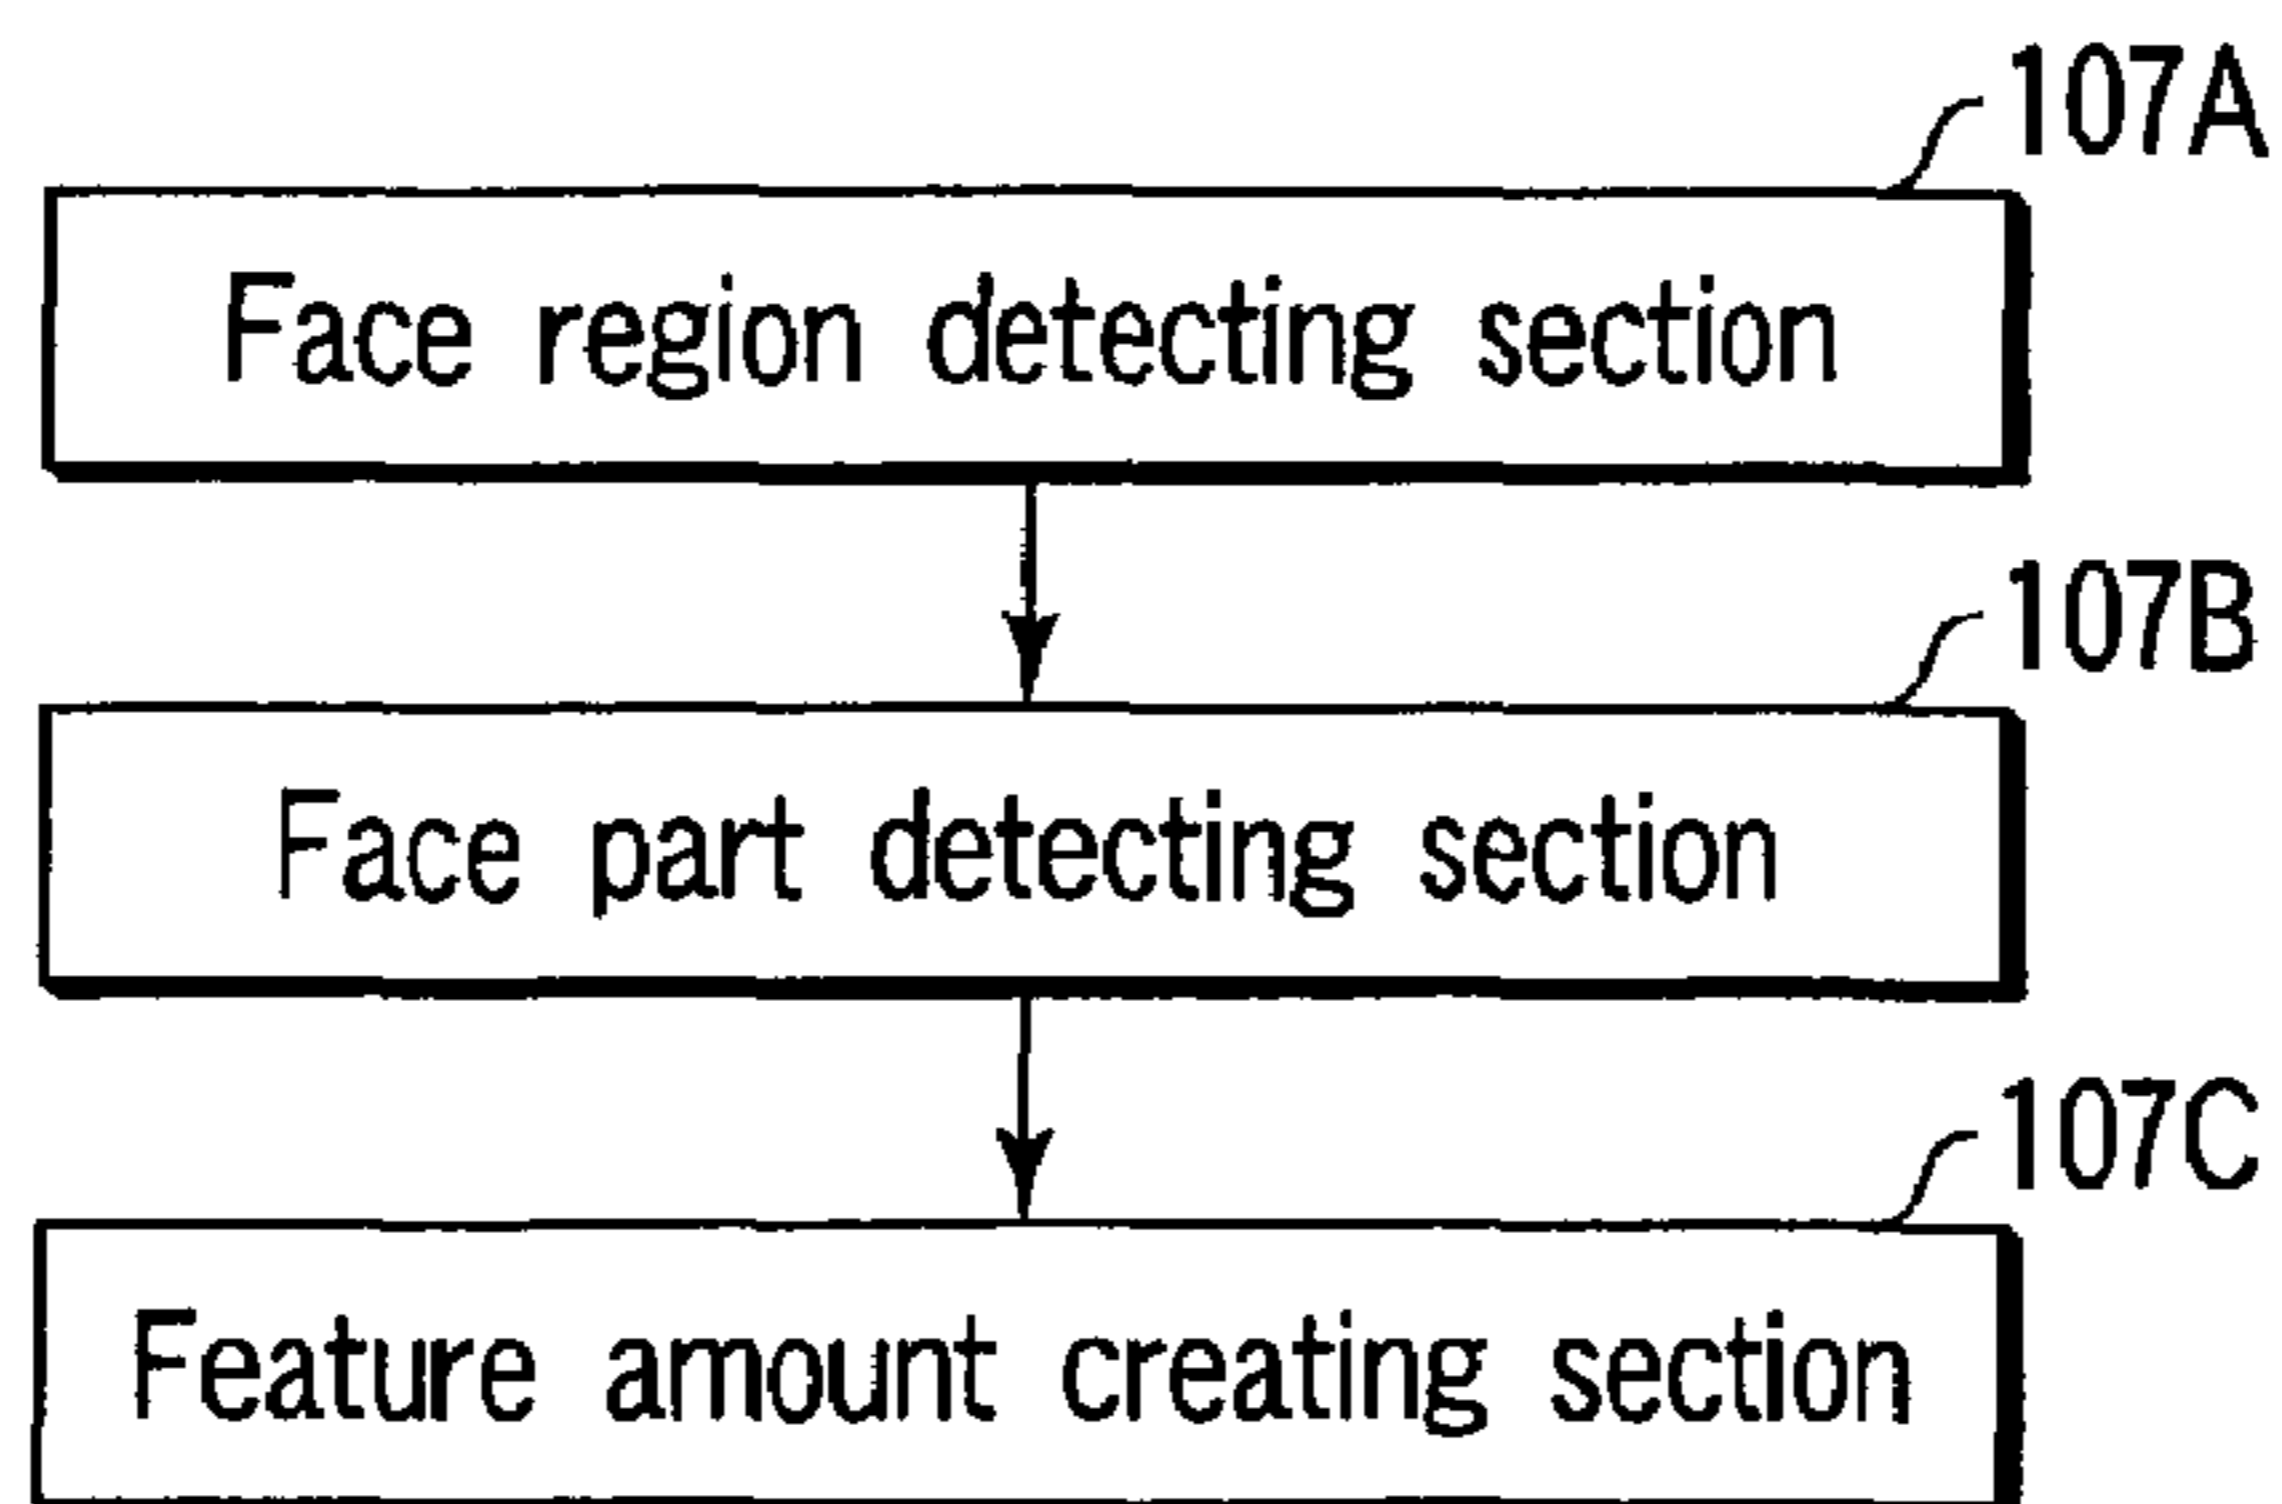 107A
Face region detecting section
107B
Face part detecting section
107C
Feature amount creating section